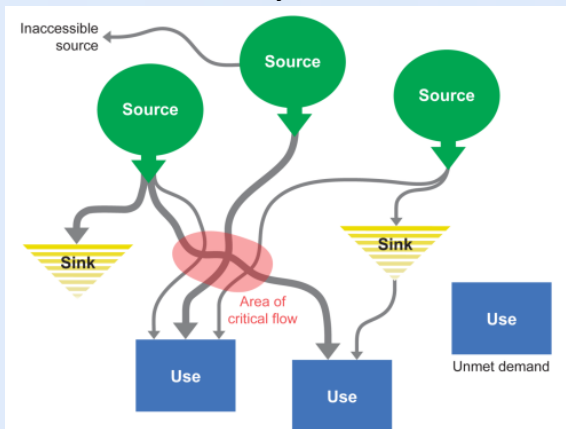 Inaccessible
source
Source
Source
Source
Sink
Sink
Area of
critical flow
Use
Use
Use
Unmet demand